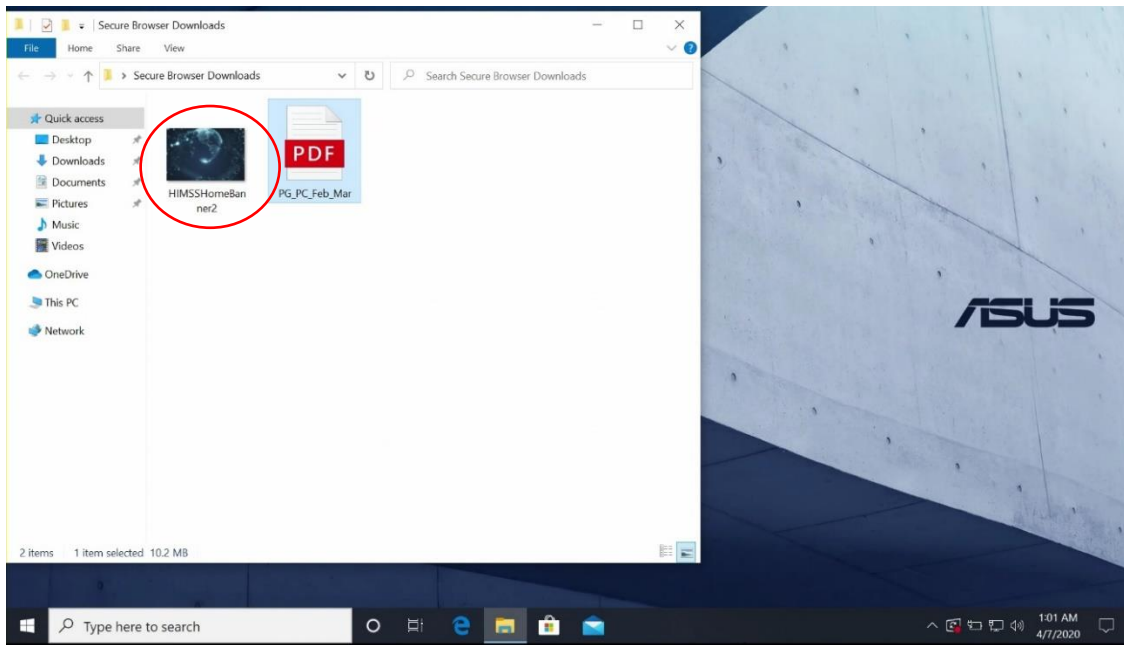 Secure Browser Downloads
File Home Share View
Secure Browser Downloads
Search Secure Browser Downloads
Quick access
Desktop
Downloads
Documents
Pictures
Music
Videos
OneDrive
This PC
Network
HIMSSHomeBan
ner2
PDF
PG_PC_Feb_Mar
2 items 1 item selected 10.2 MB
ASUS
Type here to search
1:01 AM
4/7/2020